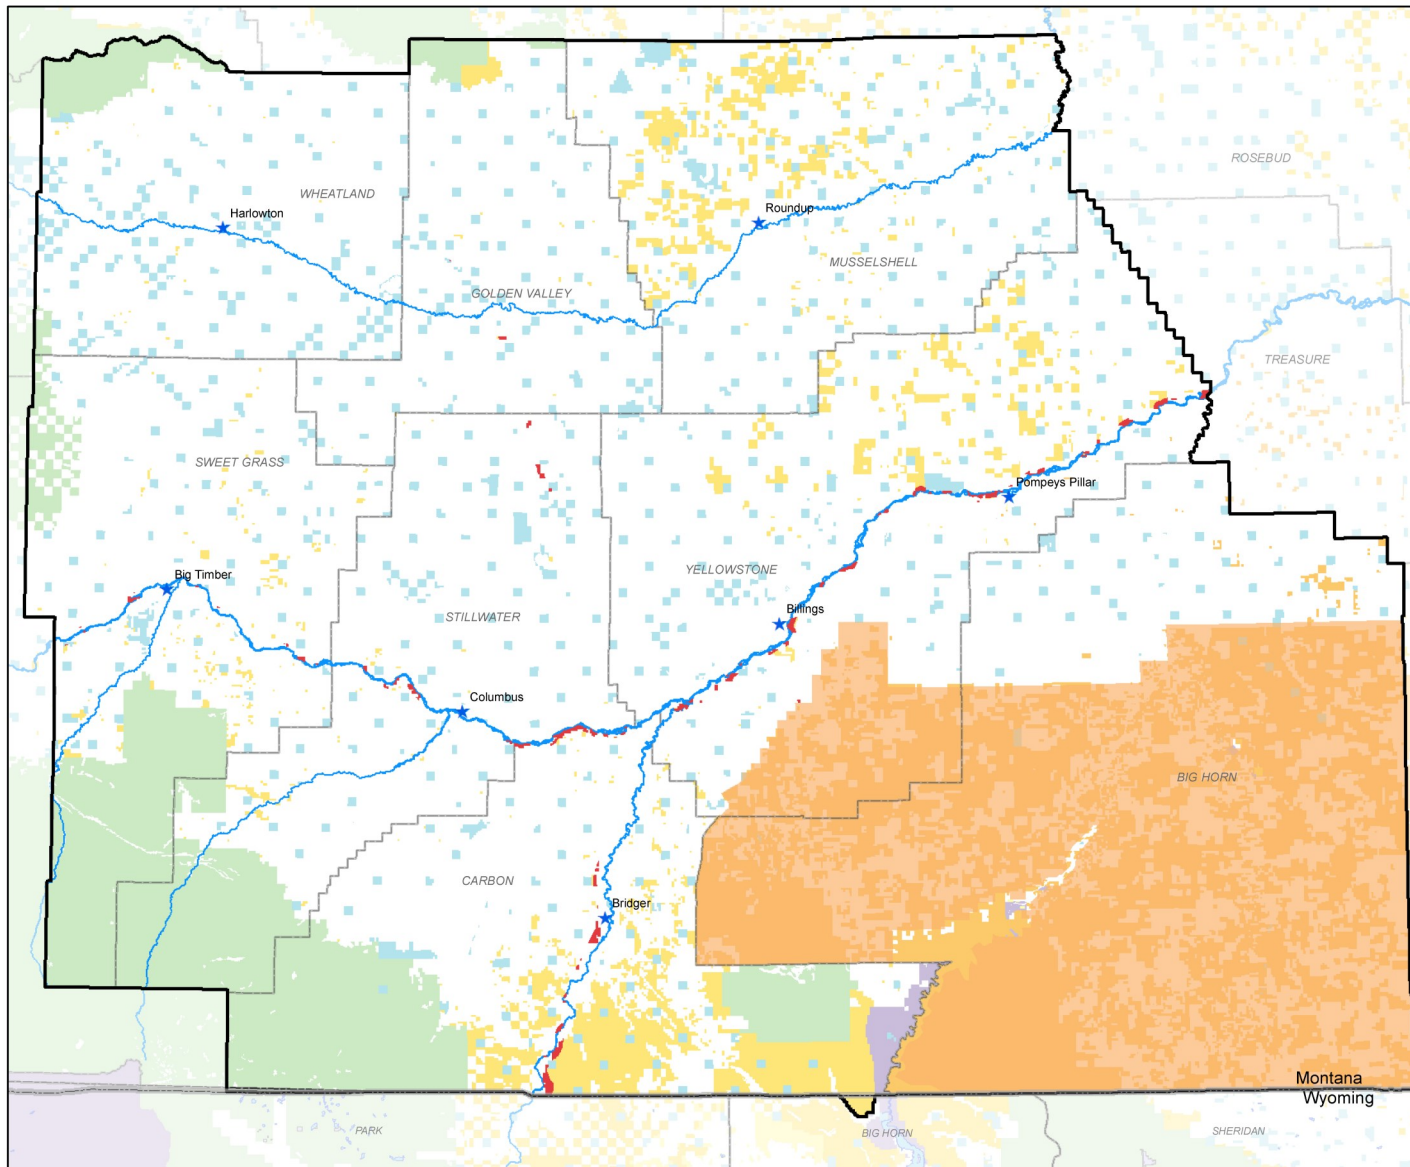 ROSEBUD
WHEATLAND
Harlowton
Roundup
MUSSELSHELL
GOLDEN VALLEY
TREASURE
SWEET GRASS
Pompeys Pillar
YELLOWSTONE
Big Timber
Billings
STILLWATER
Columbus
BIG HORN
CARBON
Bridger
Montana
Wyoming
PARK
BIG HORN
SHERIDAN